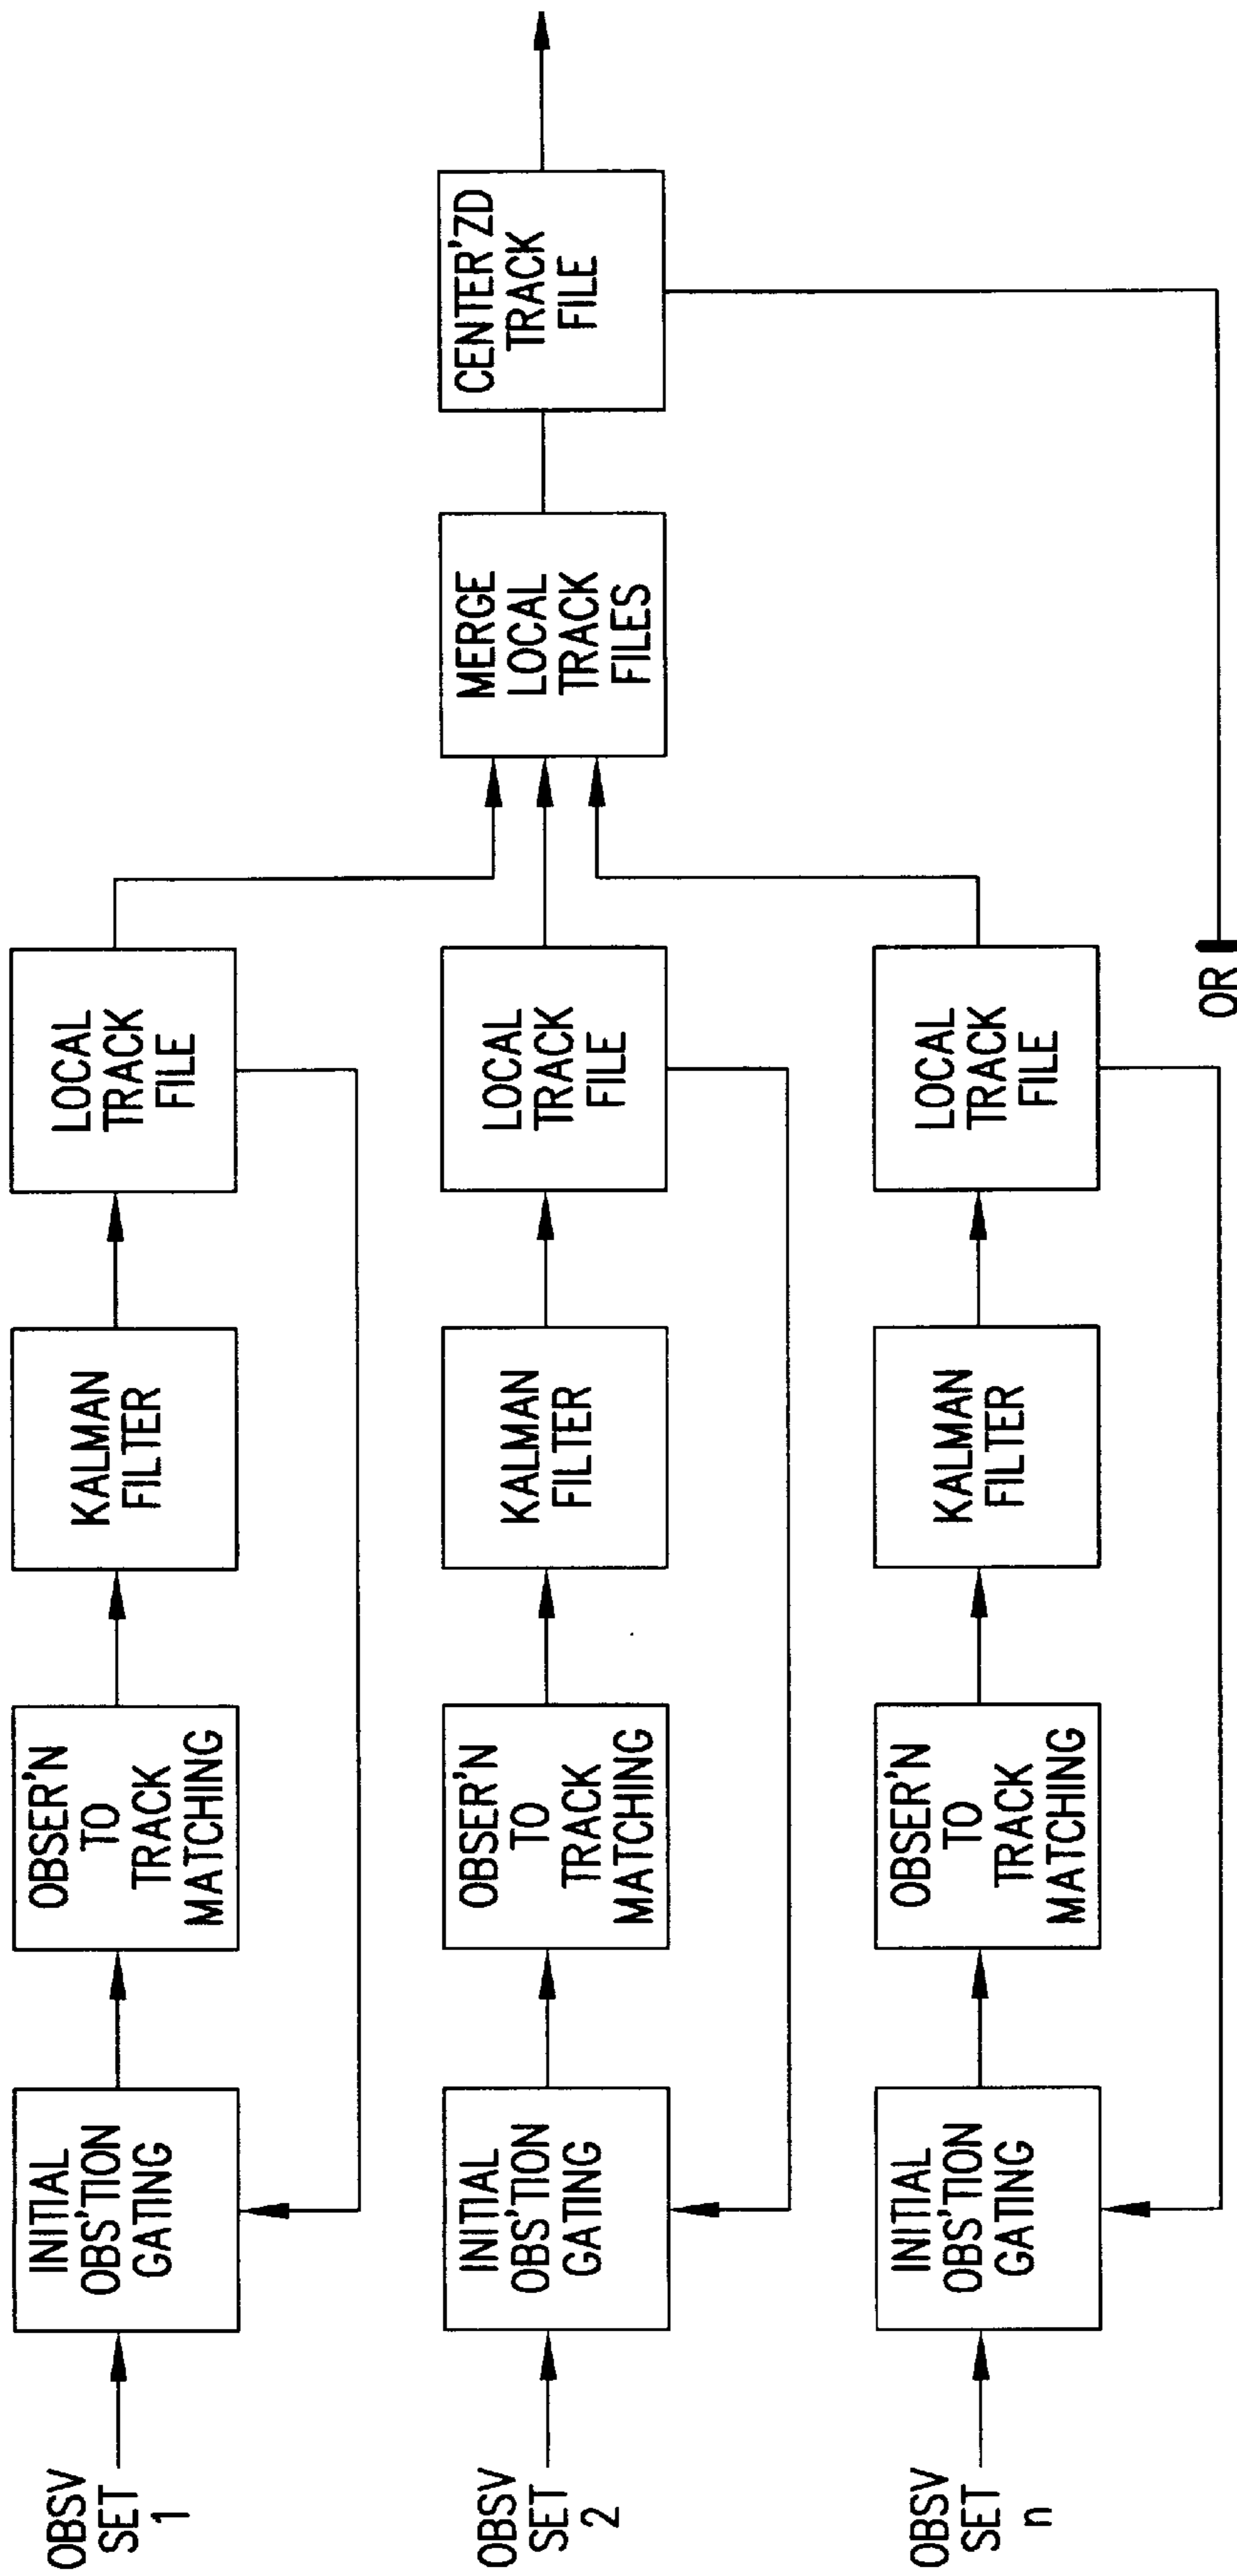 OBSV
SET
1
INITIAL
OBS'TION
GATING
OBSER'N
TO
TRACK
MATCHING
KALMAN
FILTER
LOCAL
TRACK
FILE
OBSV
SET
2
INITIAL
OBS'TION
GATING
OBSER'N
TO
TRACK
MATCHING
KALMAN
FILTER
LOCAL
TRACK
FILE
MERGE
LOCAL
TRACK
FILES
CENTER'ZD
TRACK
FILE
OBSV
SET
n
INITIAL
OBS'TION
GATING
OBSER'N
TO
TRACK
MATCHING
KALMAN
FILTER
LOCAL
TRACK
FILE
OR